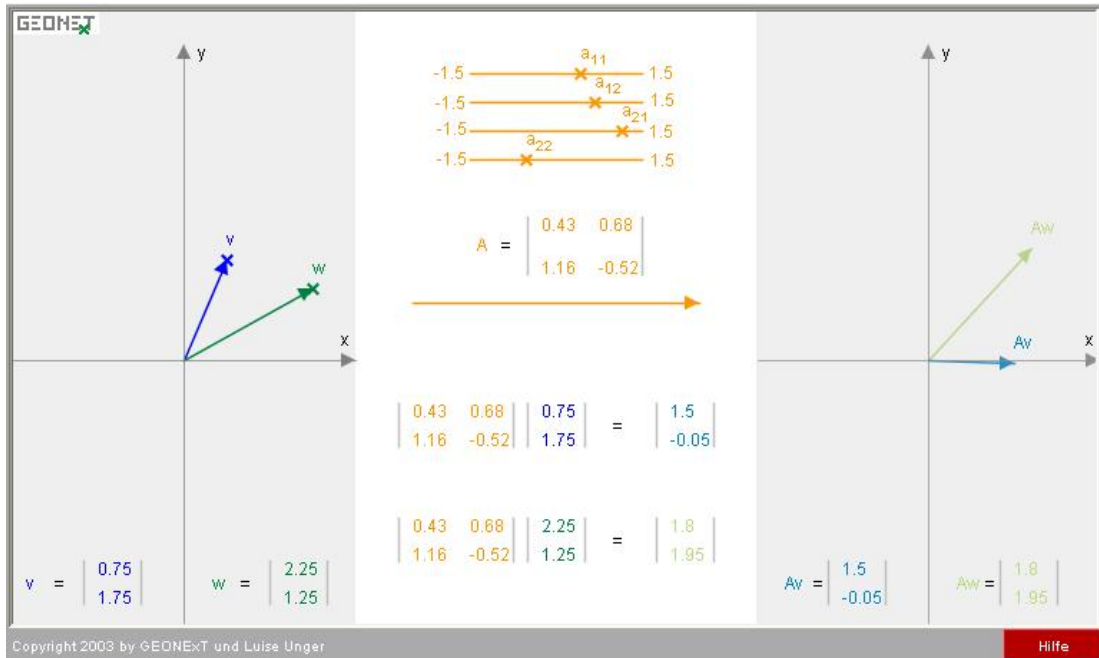 GEONExT
y
v
w
x
a11
-1.5 1.5
a12
-1.5 1.5
a21
-1.5 1.5
a22
-1.5 1.5
A = | 0.43 0.68 |
| 1.16 -0.52 |
| 0.43 0.68 | | 0.75 | = | 1.5 |
| 1.16 -0.52 | | 1.75 | | -0.05 |
| 0.43 0.68 | | 2.25 | = | 1.8 |
| 1.16 -0.52 | | 1.25 | | 1.95 |
y
Aw
Av
x
v = | 0.75 |
| 1.75 |
w = | 2.25 |
| 1.25 |
Av = | 1.5 |
| -0.05 |
Aw = | 1.8 |
| 1.95 |
Copyright 2003 by GEONExT und Luise Unger
Hilfe